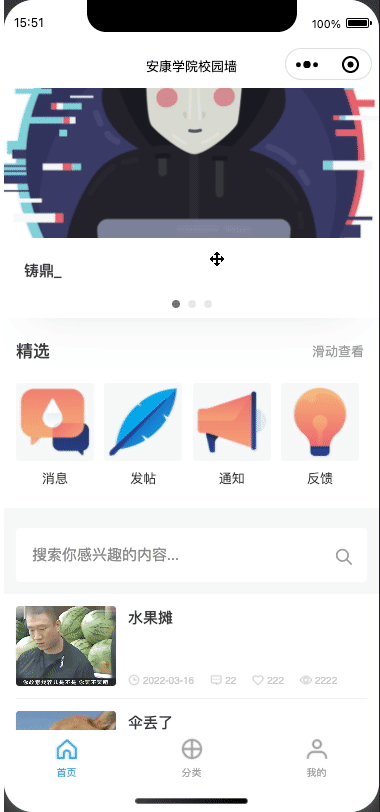 15:51
100%
安康学院校园墙
铸鼎_
精选
滑动查看
消息
发帖
通知
反馈
搜索你感兴趣的内容...
水果摊
2022-03-16 22 222 2222
伞丢了
首页
分类
我的